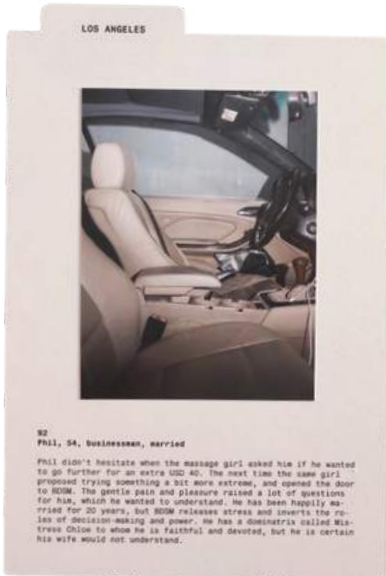 LOS ANGELES
92
Phil, 54, businessman, married
Phil didn't hesitate when the massage girl asked him if he wanted
to go further for an extra USD 40. The next time the same girl
proposed trying something a bit more extreme, and opened the door
to BDSM. The gentle pain and pleasure raised a lot of questions
for him, which he wanted to understand. He has been happily ma-
rried for 20 years, but BDSM releases stress and inverts the ro-
les of decision-making and power. He has a dominatrix called Mis-
tress Chloe to whom he is faithful and devoted, but he is certain
his wife would not understand.